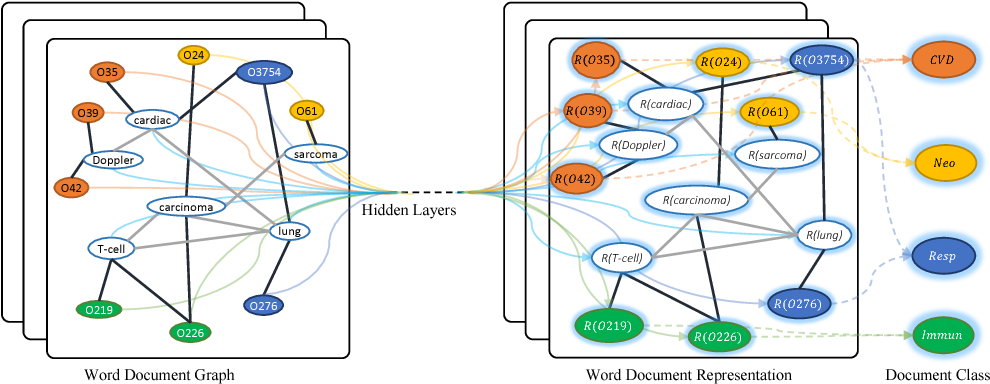 O24
O35
O3754
O39
O61
cardiac
Doppler
sarcoma
O42
carcinoma
T-cell
lung
O219
O226
O276
Word Document Graph
Hidden Layers
R(O35)
R(O24)
R(O3754)
R(O39)
R(cardiac)
R(O61)
R(Doppler)
R(sarcoma)
R(O42)
R(carcinoma)
R(lung)
R(T-cell)
R(O276)
R(O219)
R(O226)
Word Document Representation
CVD
Neo
Resp
Immun
Document Class